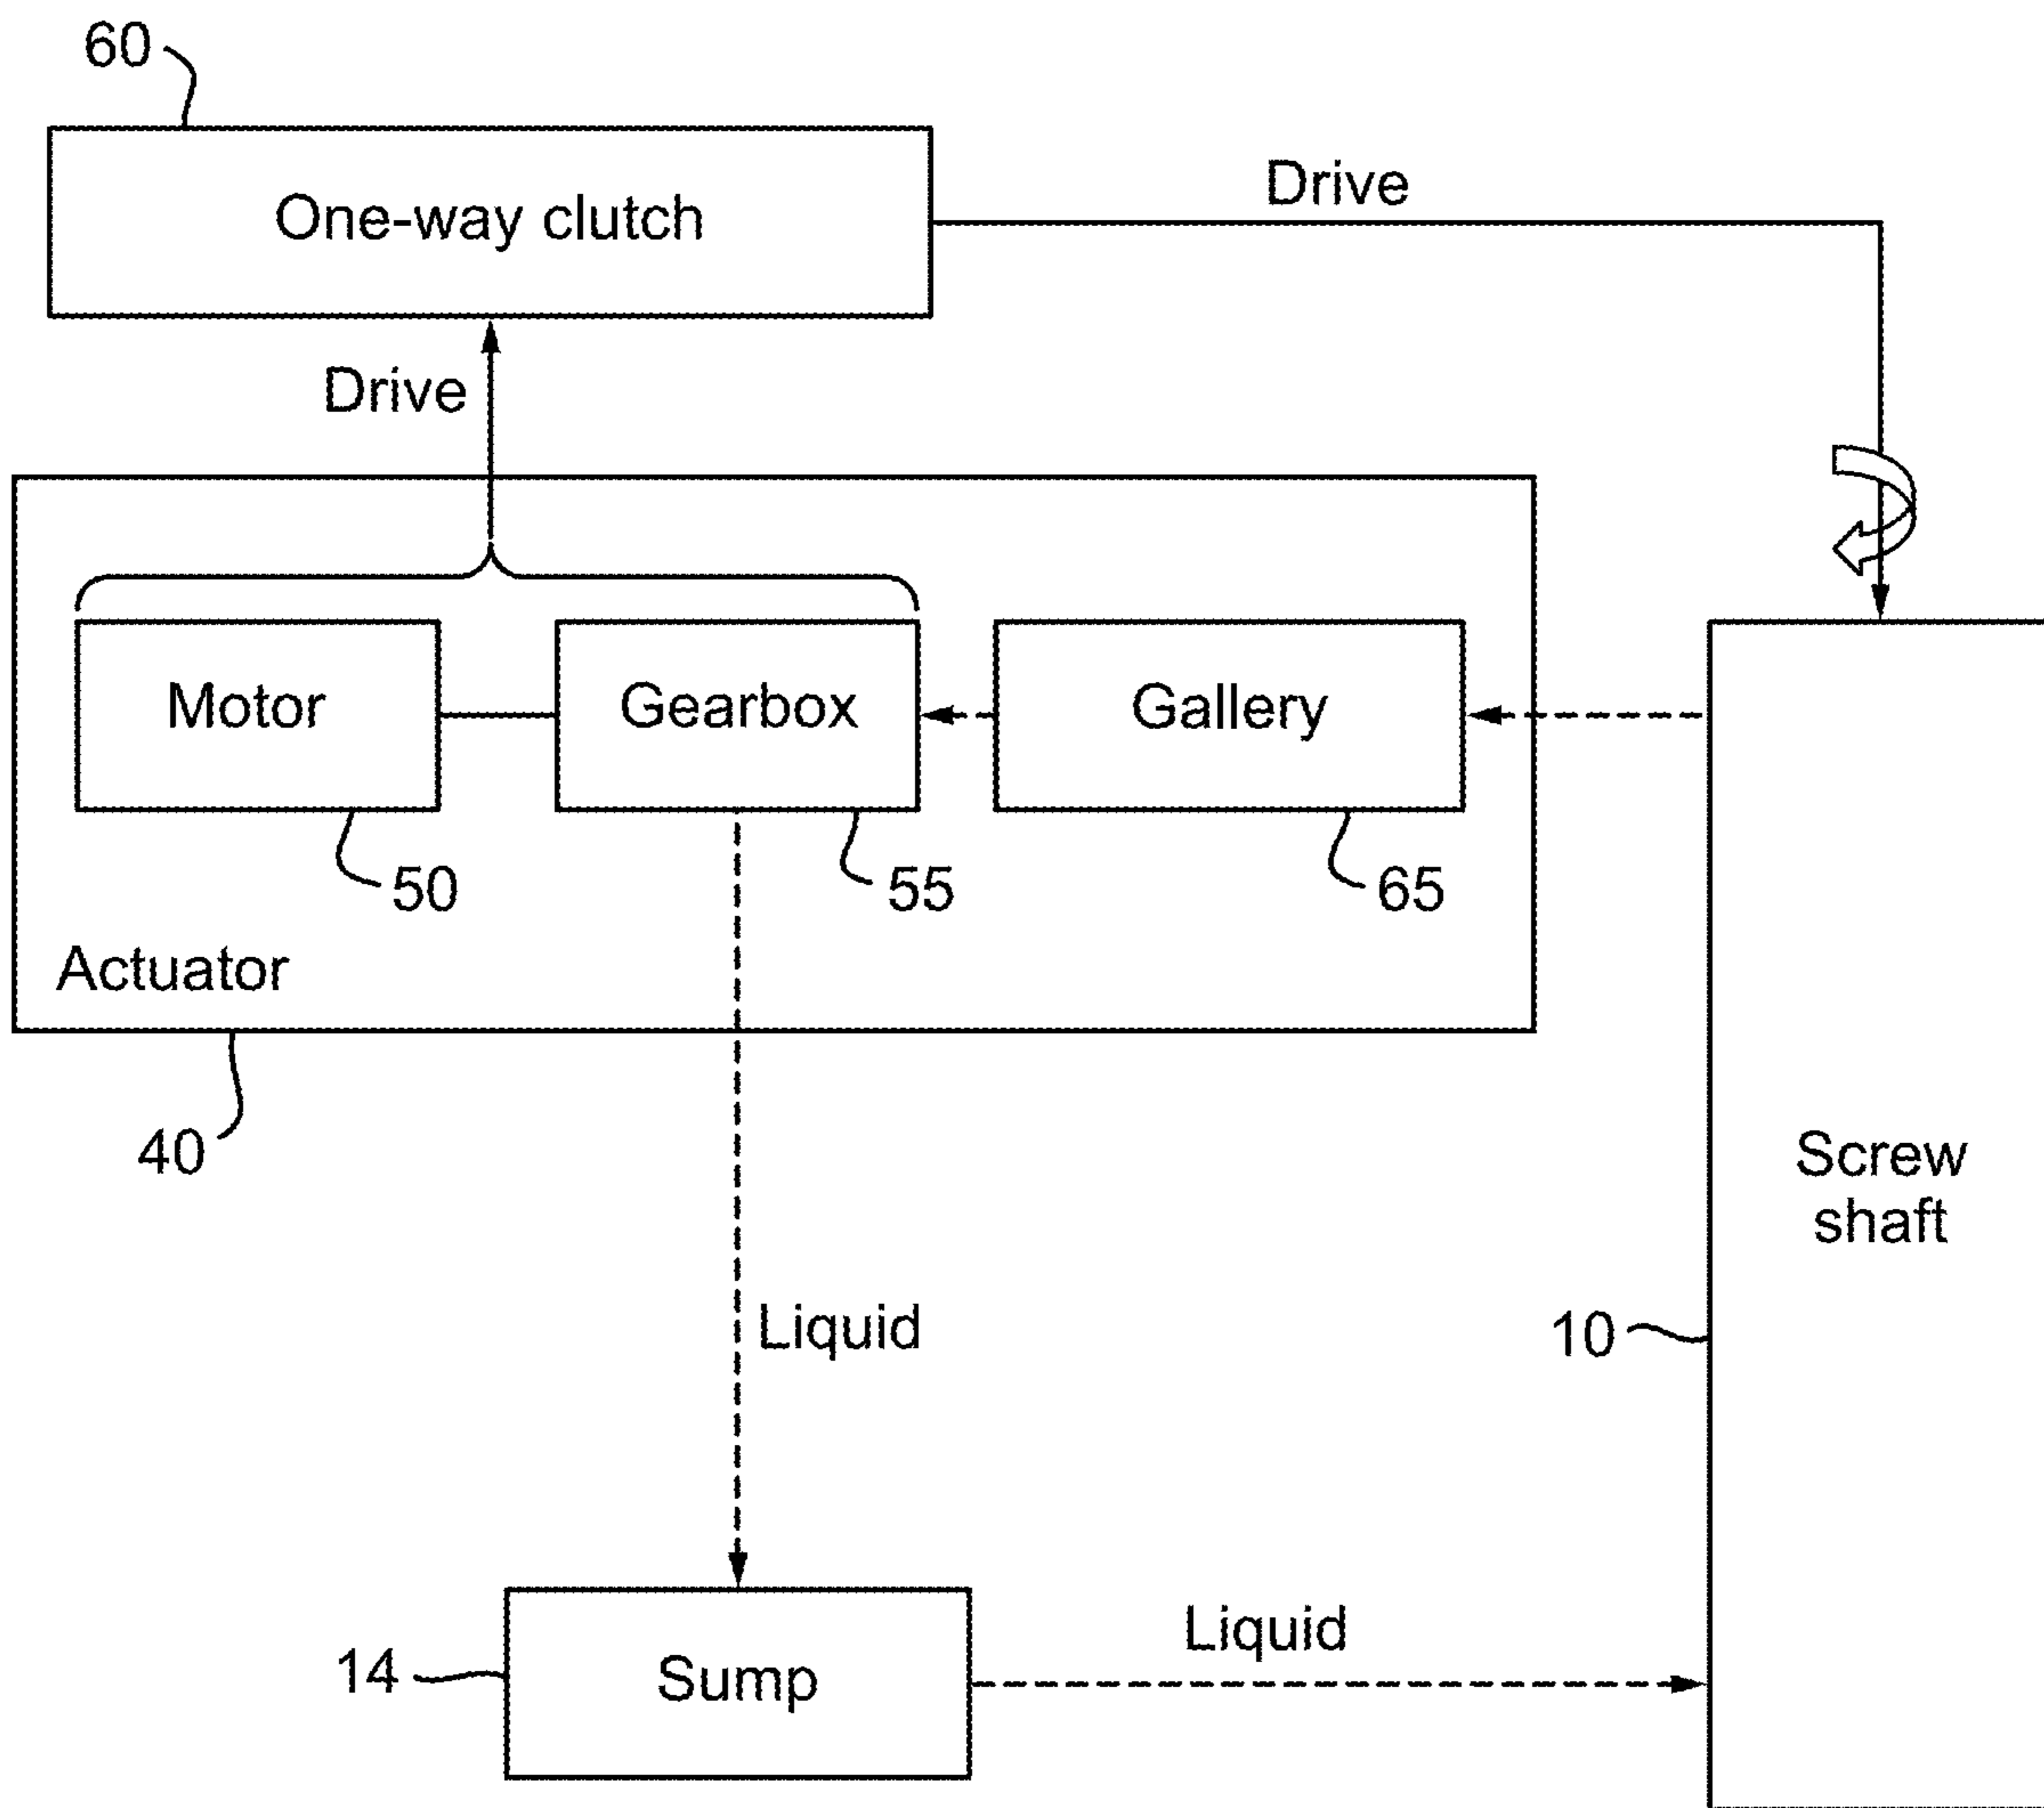 60
One-way clutch
Drive
Drive
Motor
Gearbox
Gallery
50
55
65
Actuator
40
Screw
shaft
10
Liquid
Liquid
14
Sump